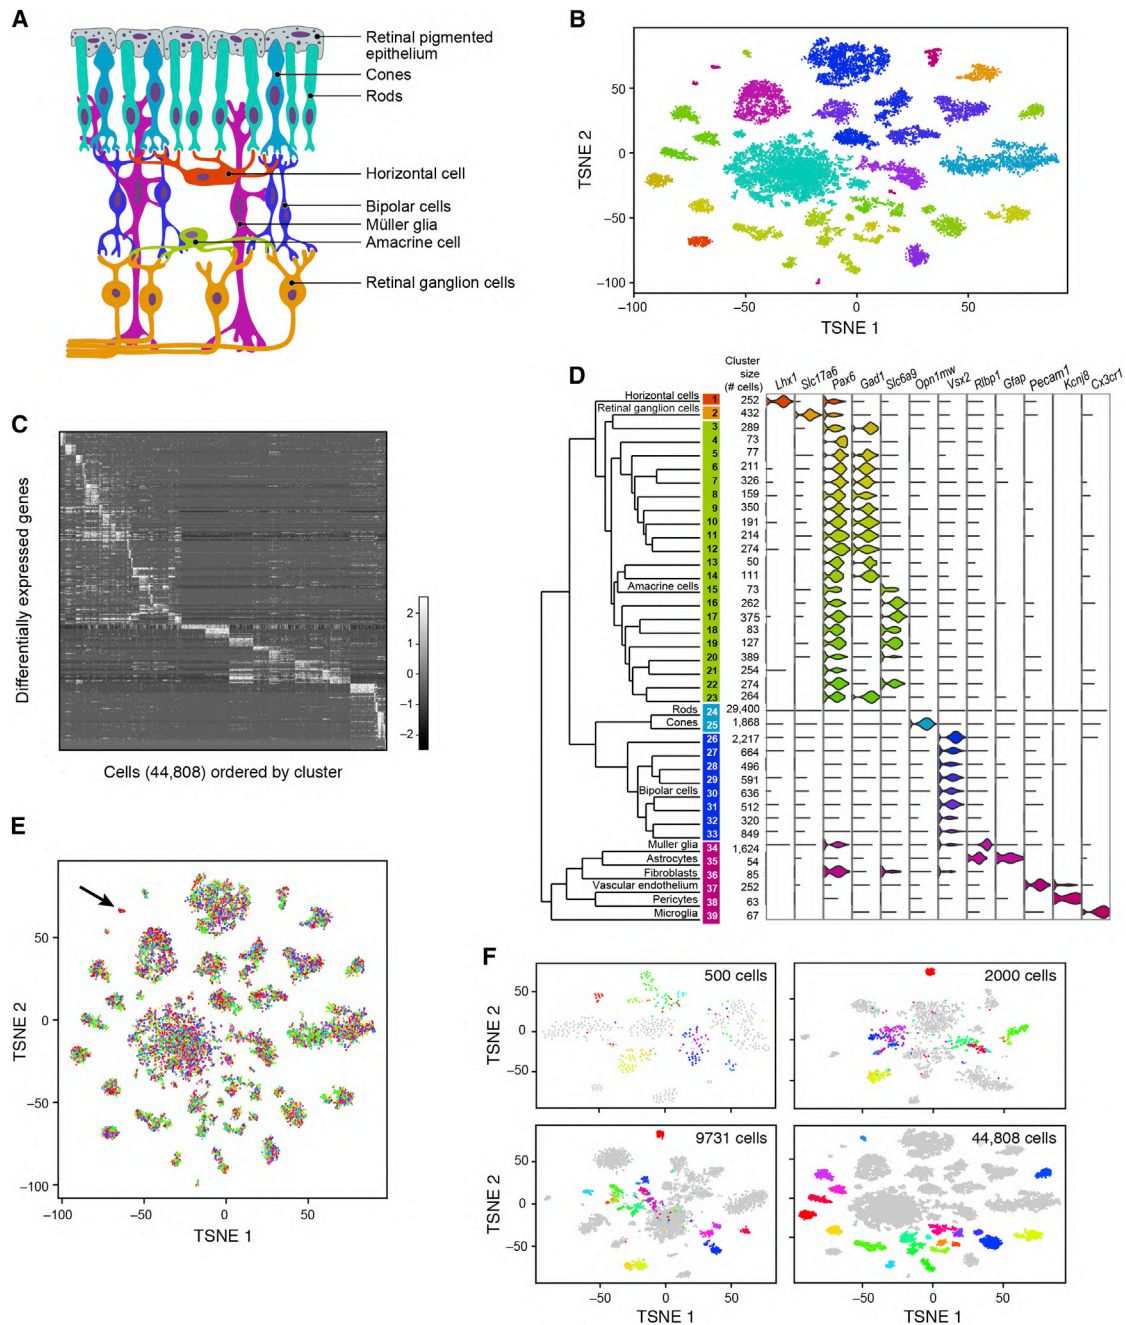 A
Retinal pigmented
epithelium
Cones
Rods
Horizontal cell
Bipolar cells
Müller glia
Amacrine cell
Retinal ganglion cells
B
TSNE 2
50
0
−50
−100
−100
−50
0
50
TSNE 1
C
Differentially expressed genes
2
1
0
−1
−2
Cells (44,808) ordered by cluster
D
Cluster
size
(# cells)
Lhx1
Slc17a6
Pax6
Gad1
Slc6a9
Opn1mw
Vsx2
Rlbp1
Gfap
Pecam1
Kcnj8
Cx3cr1
Horizontal cells 1 252
Retinal ganglion cells 2 432
3 289
4 73
5 77
6 211
7 326
8 159
9 350
10 191
11 214
12 274
13 50
14 111
Amacrine cells 15 73
16 262
17 375
18 83
19 127
20 389
21 254
22 274
23 264
Rods 24 29,400
Cones 25 1,868
26 2,217
27 664
28 496
29 591
Bipolar cells 30 636
31 512
32 320
33 849
Muller glia 34 1,624
Astrocytes 35 54
Fibroblasts 36 85
Vascular endothelium 37 252
Pericytes 38 63
Microglia 39 67
E
TSNE 2
50
0
−50
−100
−100
−50
0
50
TSNE 1
F
500 cells
2000 cells
TSNE 2
50
0
−50
9731 cells
44,808 cells
TSNE 2
50
0
−50
−50
0
50
−50
0
50
TSNE 1
TSNE 1